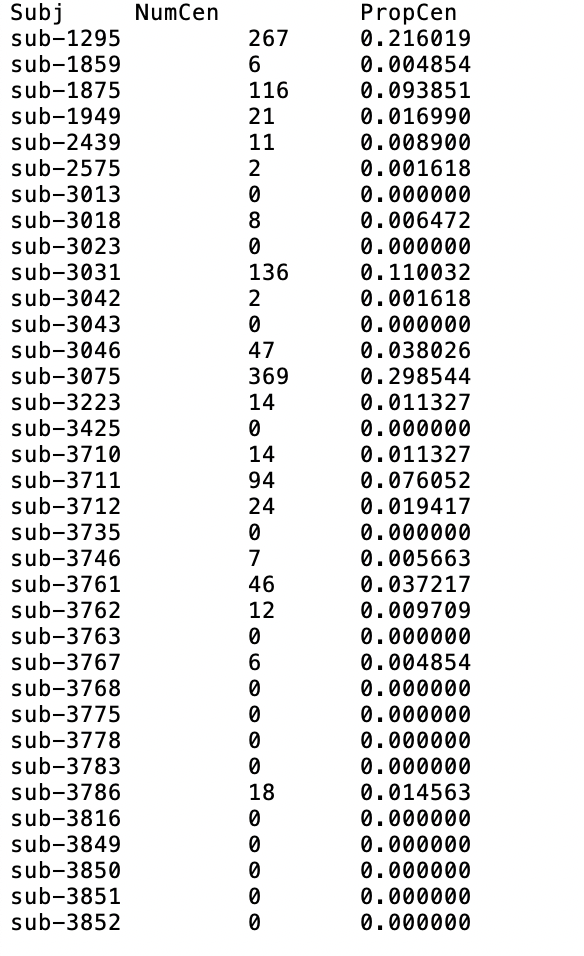 Subj NumCen PropCen
sub-1295 267 0.216019
sub-1859 6 0.004854
sub-1875 116 0.093851
sub-1949 21 0.016990
sub-2439 11 0.008900
sub-2575 2 0.001618
sub-3013 0 0.000000
sub-3018 8 0.006472
sub-3023 0 0.000000
sub-3031 136 0.110032
sub-3042 2 0.001618
sub-3043 0 0.000000
sub-3046 47 0.038026
sub-3075 369 0.298544
sub-3223 14 0.011327
sub-3425 0 0.000000
sub-3710 14 0.011327
sub-3711 94 0.076052
sub-3712 24 0.019417
sub-3735 0 0.000000
sub-3746 7 0.005663
sub-3761 46 0.037217
sub-3762 12 0.009709
sub-3763 0 0.000000
sub-3767 6 0.004854
sub-3768 0 0.000000
sub-3775 0 0.000000
sub-3778 0 0.000000
sub-3783 0 0.000000
sub-3786 18 0.014563
sub-3816 0 0.000000
sub-3849 0 0.000000
sub-3850 0 0.000000
sub-3851 0 0.000000
sub-3852 0 0.000000